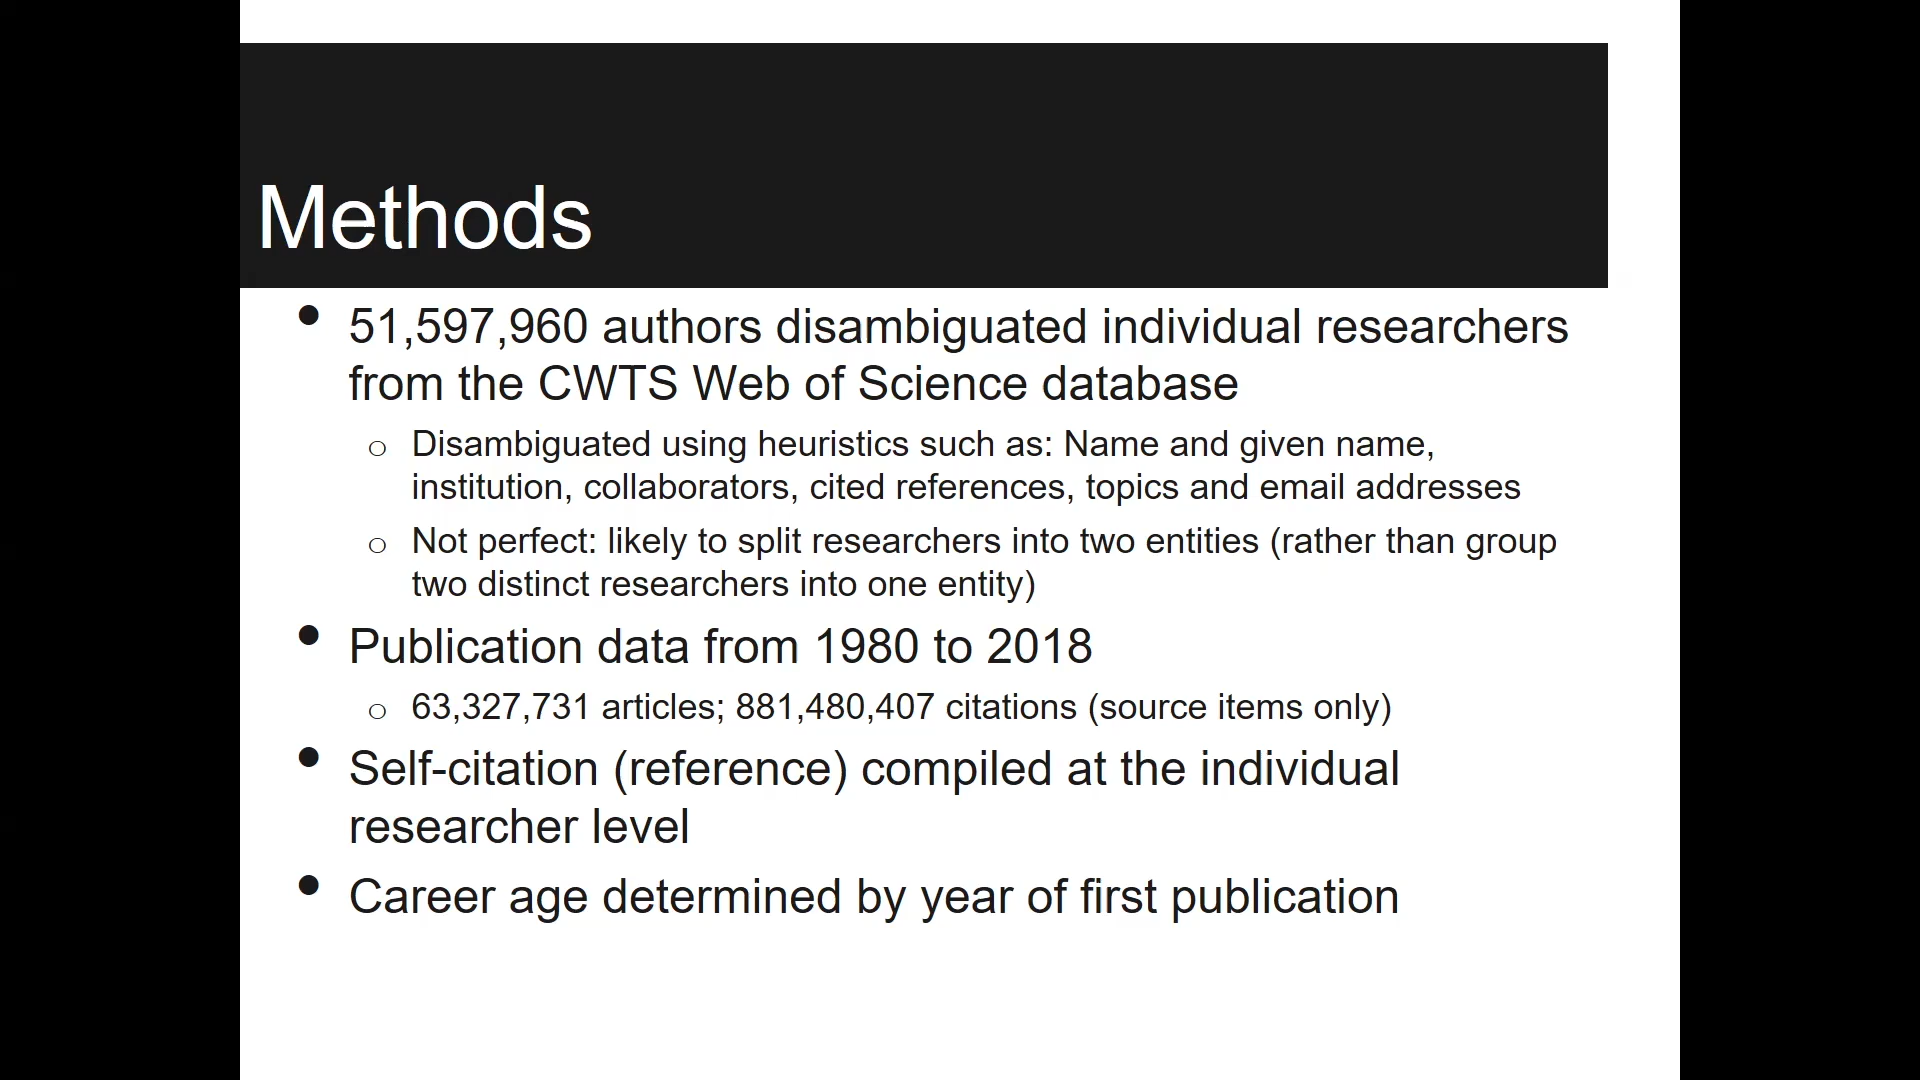 Methods
• 51,597,960 authors disambiguated individual researchers
from the CWTS Web of Science database
o Disambiguated using heuristics such as: Name and given name,
institution, collaborators, cited references, topics and email addresses
o Not perfect: likely to split researchers into two entities (rather than group
two distinct researchers into one entity)
• Publication data from 1980 to 2018
o 63,327,731 articles; 881,480,407 citations (source items only)
• Self-citation (reference) compiled at the individual
researcher level
• Career age determined by year of first publication